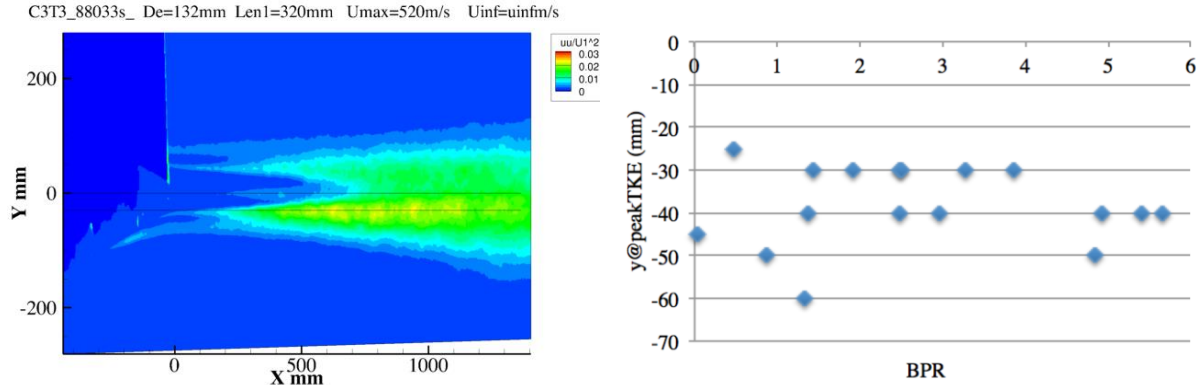 C3T3_88033s_ De=132mm Len1=320mm Umax=520m/s Uinf=uinfm/s
uu/U1^2
0.03
0.02
0.01
0
200
0
-200
Y mm
0 500 1000
X mm
0
-10
-20
-30
-40
-50
-60
-70
y@peakTKE (mm)
0 1 2 3 4 5 6
BPR